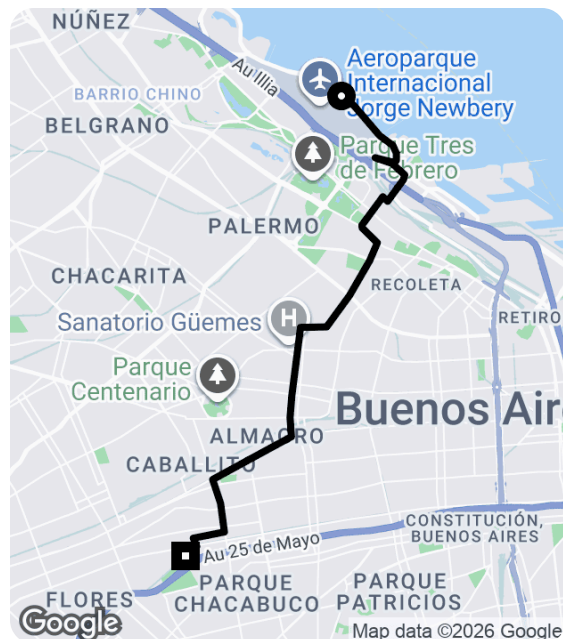 NÚÑEZ
Au Illia
Aeroparque
Internacional
Jorge Newbery
BARRIO CHINO
BELGRANO
Parque Tres
de Febrero
PALERMO
CHACARITA
RECOLETA
Sanatorio Güemes
H
RETIRO
Parque
Centenario
Buenos Aire
ALMAGRO
CABALLITO
CONSTITUCIÓN,
BUENOS AIRES
Au 25 de Mayo
FLORES
PARQUE
CHACABUCO
PARQUE
PATRICIOS
Google
Map data ©2026 Google